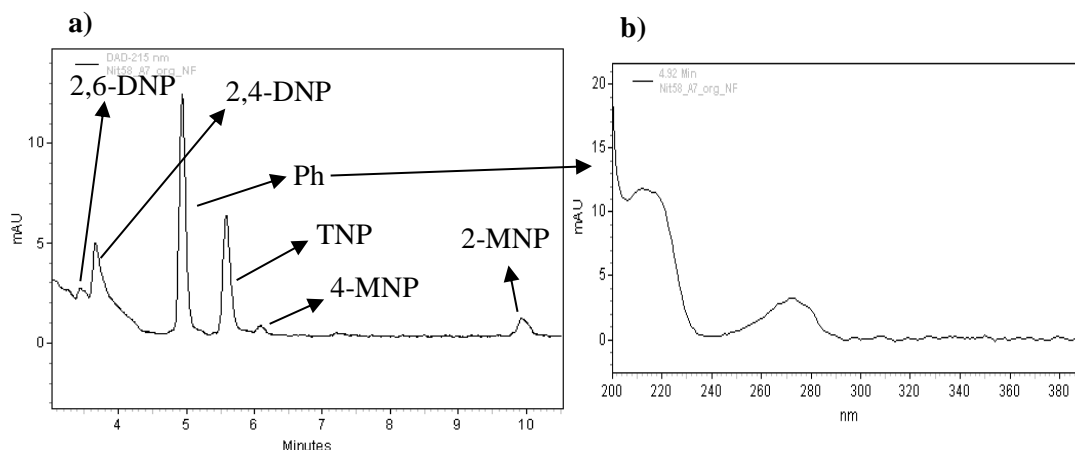 a)
DAD-215 nm
Nit58_A7_org_NF
2,6-DNP
2,4-DNP
Ph
TNP
4-MNP
2-MNP
mAU
10
5
0
4 5 6 7 8 9 10
Minutes
b)
4.92 Min
Nit58_A7_org_NF
mAU
20
15
10
5
0
200 220 240 260 280 300 320 340 360 380
nm